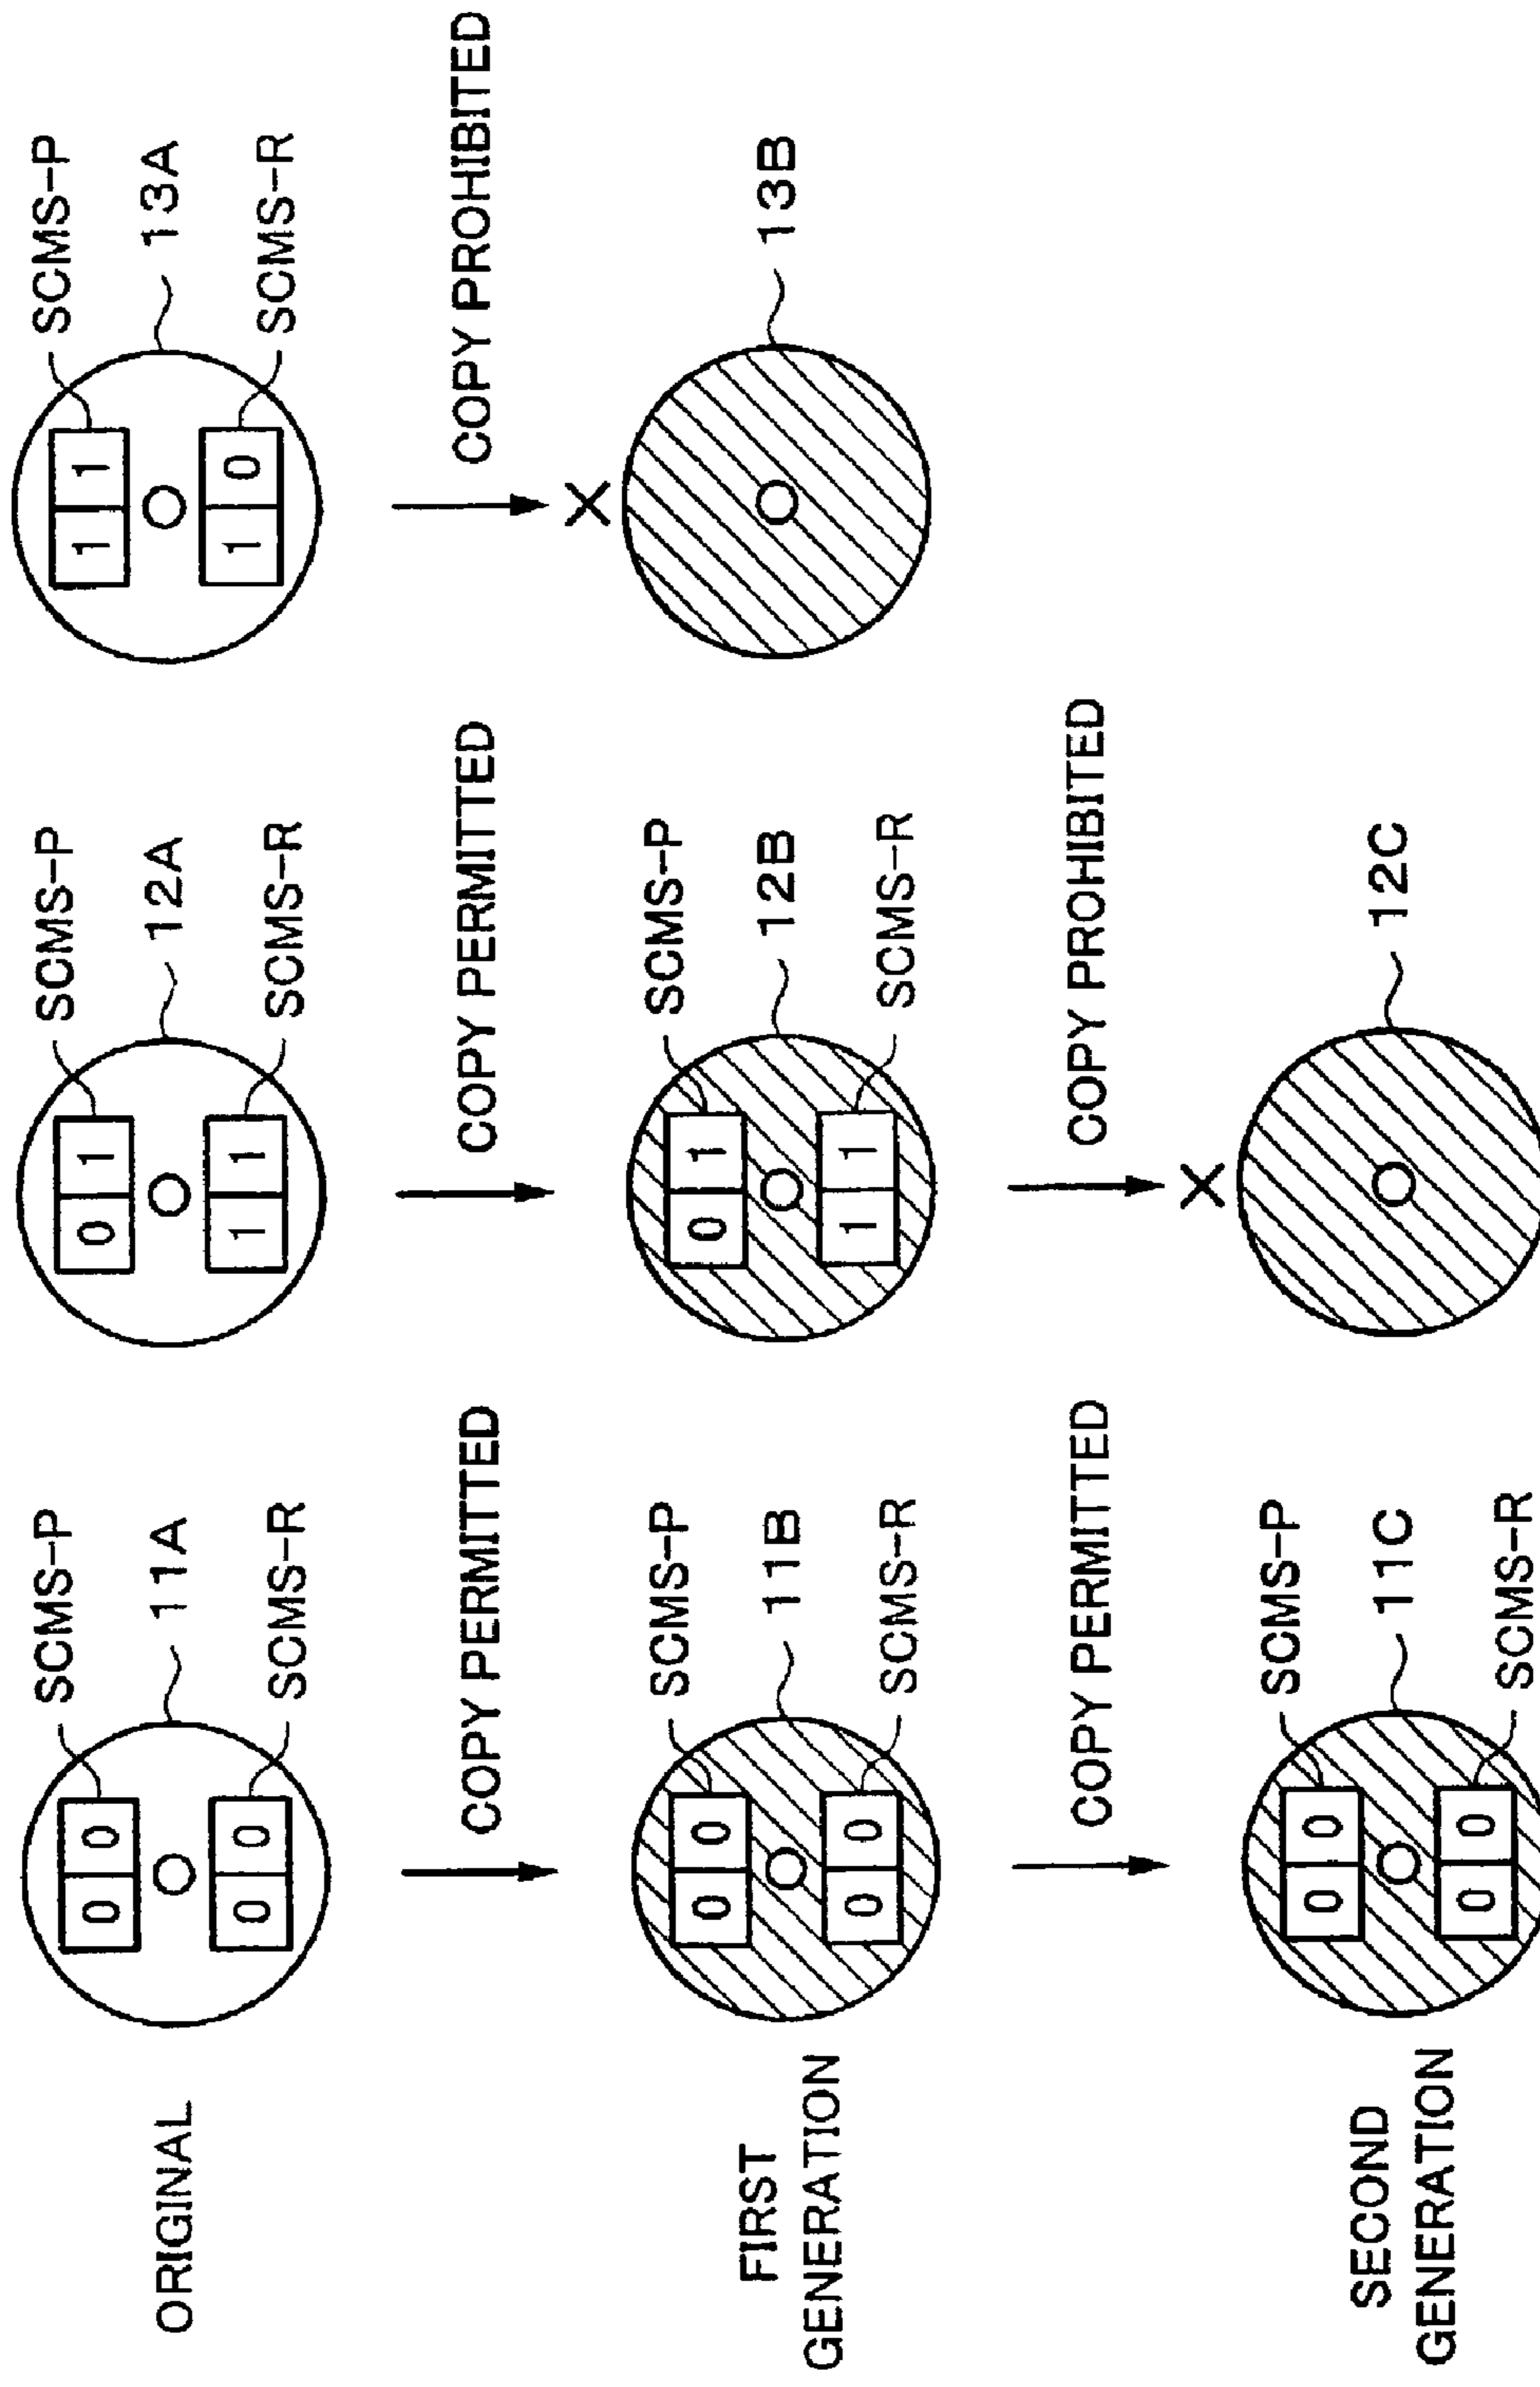 0 0 SCMS-P 0 1 SCMS-P 1 1 SCMS-P
ORIGINAL 11A 12A 13A
0 0 SCMS-R 1 1 SCMS-R 1 0 SCMS-R
COPY PERMITTED COPY PERMITTED COPY PROHIBITED
X
0 0 SCMS-P 0 1 SCMS-P
FIRST 11B 12B 13B
GENERATION 0 0 SCMS-R 1 1 SCMS-R
COPY PERMITTED COPY PROHIBITED
X
0 0 SCMS-P
SECOND 11C 12C
GENERATION 0 0 SCMS-R